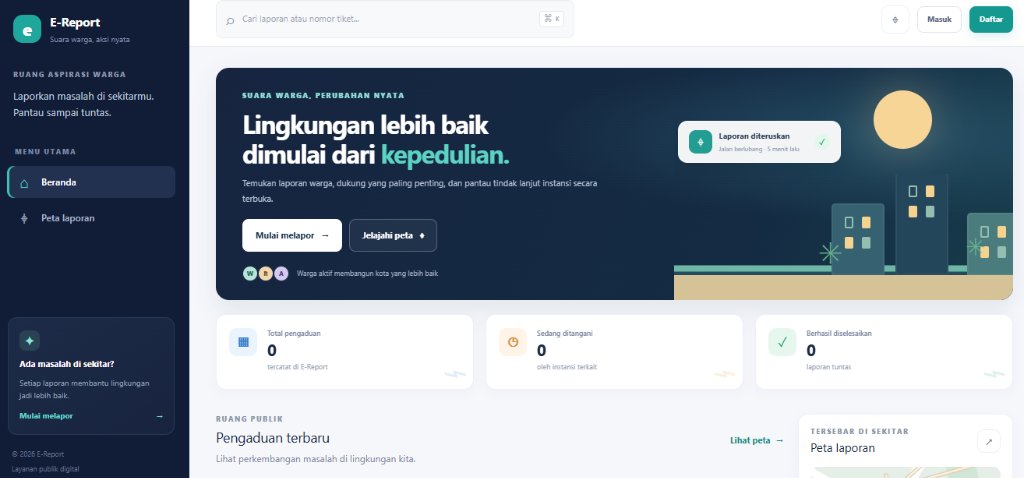 E-Report
Suara warga, aksi nyata
RUANG ASPIRASI WARGA
Laporkan masalah di sekitarmu.
Pantau sampai tuntas.
MENU UTAMA
Beranda
Peta laporan
Ada masalah di sekitar?
Setiap laporan membantu lingkungan
jadi lebih baik.
Mulai melapor →
© 2026 E-Report
Layanan publik digital
Cari laporan atau nomor tiket...
⌘ K
Masuk
Daftar
SUARA WARGA, PERUBAHAN NYATA
Lingkungan lebih baik
dimulai dari kepedulian.
Temukan laporan warga, dukung yang paling penting, dan pantau tindak lanjut instansi secara
terbuka.
Mulai melapor →
Jelajahi peta
W R A
Warga aktif membangun kota yang lebih baik
Laporan diteruskan
Jalan berlubang · 5 menit lalu
Total pengaduan
0
tercatat di E-Report
Sedang ditangani
0
oleh instansi terkait
Berhasil diselesaikan
0
laporan tuntas
RUANG PUBLIK
Pengaduan terbaru
Lihat perkembangan masalah di lingkungan kita.
Lihat peta →
TERSEBAR DI SEKITAR
Peta laporan